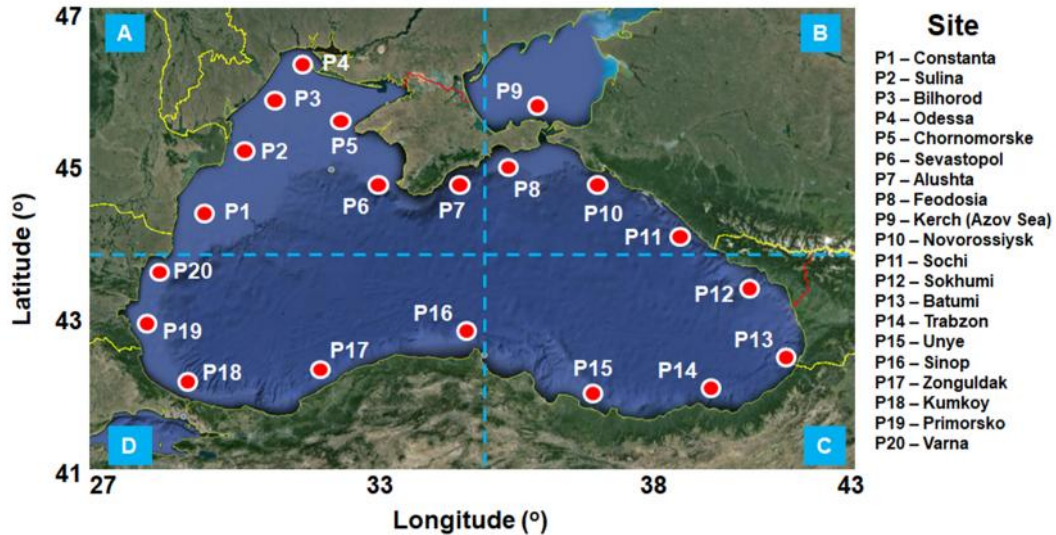 47
A
B
P4
P3
P9
P5
P2
P8
P6
P7
P10
P1
P11
P20
P12
P16
P19
P13
P17
P18
P15
P14
D
C
45
43
41
27
33
38
43
Latitude (º)
Longitude (º)
Site
P1 – Constanta
P2 – Sulina
P3 – Bilhorod
P4 – Odessa
P5 – Chornomorske
P6 – Sevastopol
P7 – Alushta
P8 – Feodosia
P9 – Kerch (Azov Sea)
P10 – Novorossiysk
P11 – Sochi
P12 – Sokhumi
P13 – Batumi
P14 – Trabzon
P15 – Unye
P16 – Sinop
P17 – Zonguldak
P18 – Kumkoy
P19 – Primorsko
P20 – Varna